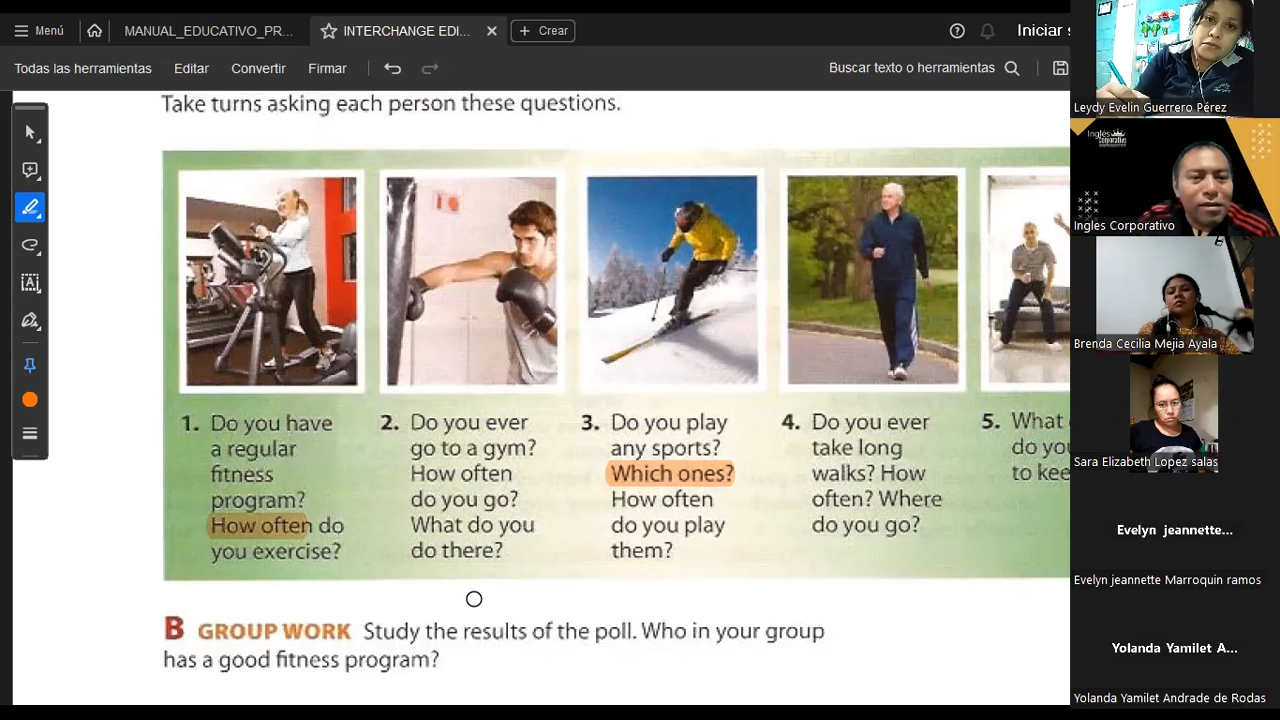 Menú
MANUAL_EDUCATIVO_PR...
INTERCHANGE EDI...
Crear
Iniciar s
Todas las herramientas
Editar
Convertir
Firmar
Buscar texto o herramientas
Take turns asking each person these questions.
1. Do you have
a regular
fitness
program?
How often do
you exercise?
2. Do you ever
go to a gym?
How often
do you go?
What do you
do there?
3. Do you play
any sports?
Which ones?
How often
do you play
them?
4. Do you ever
take long
walks? How
often? Where
do you go?
5. What
do you
to kee
B GROUP WORK Study the results of the poll. Who in your group
has a good fitness program?
Leydy Evelin Guerrero Pérez
Inglés
Corporativo
Ingles Corporativo
Brenda Cecilia Mejia Ayala
Sara Elizabeth Lopez salas
Evelyn jeannette...
Evelyn jeannette Marroquin ramos
Yolanda Yamilet A...
Yolanda Yamilet Andrade de Rodas